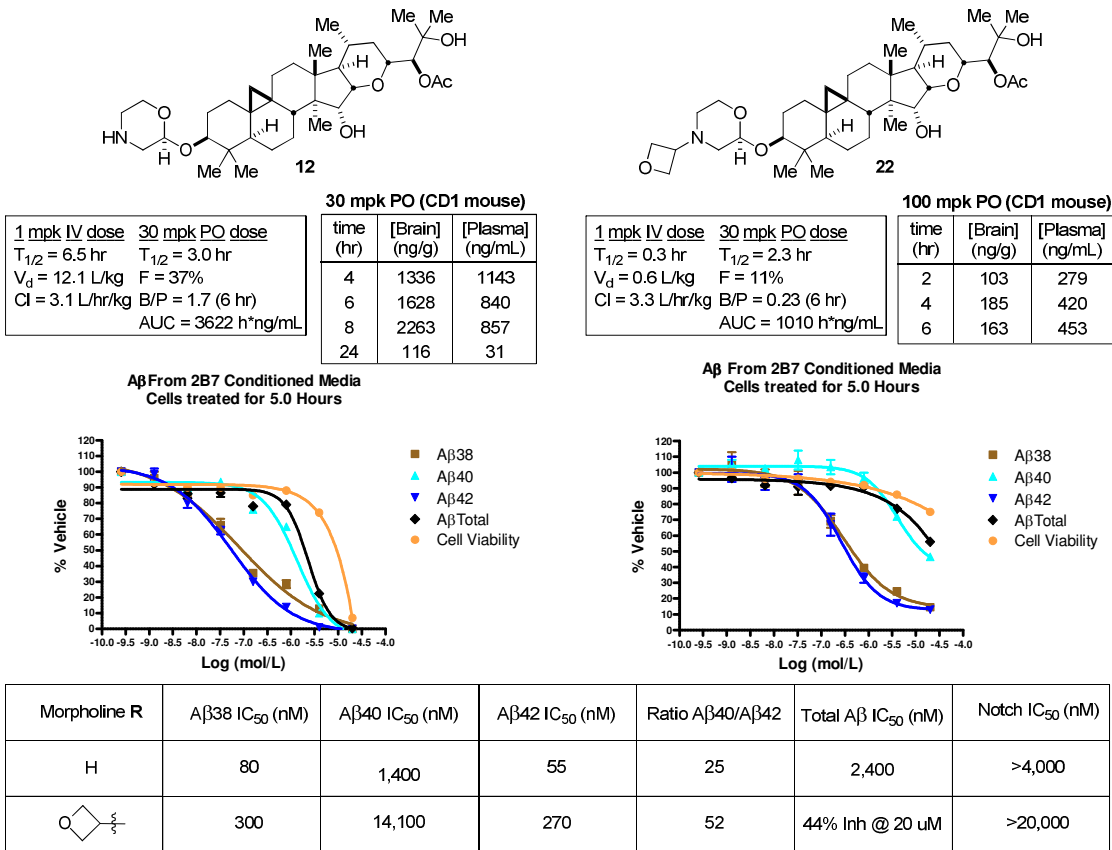 Me
Me
OH
Me
H
OAc
O
O
HN
H
O
H
Me
OH
Me
Me
12
Me
Me
OH
Me
H
OAc
O
O
N
H
O
H
Me
OH
O
Me
Me
22
30 mpk PO (CD1 mouse)
1 mpk IV dose 30 mpk PO dose
T1/2 = 6.5 hr T1/2 = 3.0 hr
Vd = 12.1 L/kg F = 37%
Cl = 3.1 L/hr/kg B/P = 1.7 (6 hr)
AUC = 3622 h*ng/mL
time (hr) [Brain] (ng/g) [Plasma] (ng/mL)
4 1336 1143
6 1628 840
8 2263 857
24 116 31
100 mpk PO (CD1 mouse)
1 mpk IV dose 30 mpk PO dose
T1/2 = 0.3 hr T1/2 = 2.3 hr
Vd = 0.6 L/kg F = 11%
Cl = 3.3 L/hr/kg B/P = 0.23 (6 hr)
AUC = 1010 h*ng/mL
time (hr) [Brain] (ng/g) [Plasma] (ng/mL)
2 103 279
4 185 420
6 163 453
Aβ From 2B7 Conditioned Media
Cells treated for 5.0 Hours
% Vehicle
120
110
100
90
80
70
60
50
40
30
20
10
0
-10.0 -9.5 -9.0 -8.5 -8.0 -7.5 -7.0 -6.5 -6.0 -5.5 -5.0 -4.5 -4.0
Log (mol/L)
Aβ38
Aβ40
Aβ42
AβTotal
Cell Viability
Aβ From 2B7 Conditioned Media
Cells treated for 5.0 Hours
% Vehicle
120
110
100
90
80
70
60
50
40
30
20
10
0
-10.0 -9.5 -9.0 -8.5 -8.0 -7.5 -7.0 -6.5 -6.0 -5.5 -5.0 -4.5 -4.0
Log (mol/L)
Aβ38
Aβ40
Aβ42
AβTotal
Cell Viability
Morpholine R Aβ38 IC50 (nM) Aβ40 IC50 (nM) Aβ42 IC50 (nM) Ratio Aβ40/Aβ42 Total Aβ IC50 (nM) Notch IC50 (nM)
H 80 1,400 55 25 2,400 >4,000
O 300 14,100 270 52 44% Inh @ 20 uM >20,000